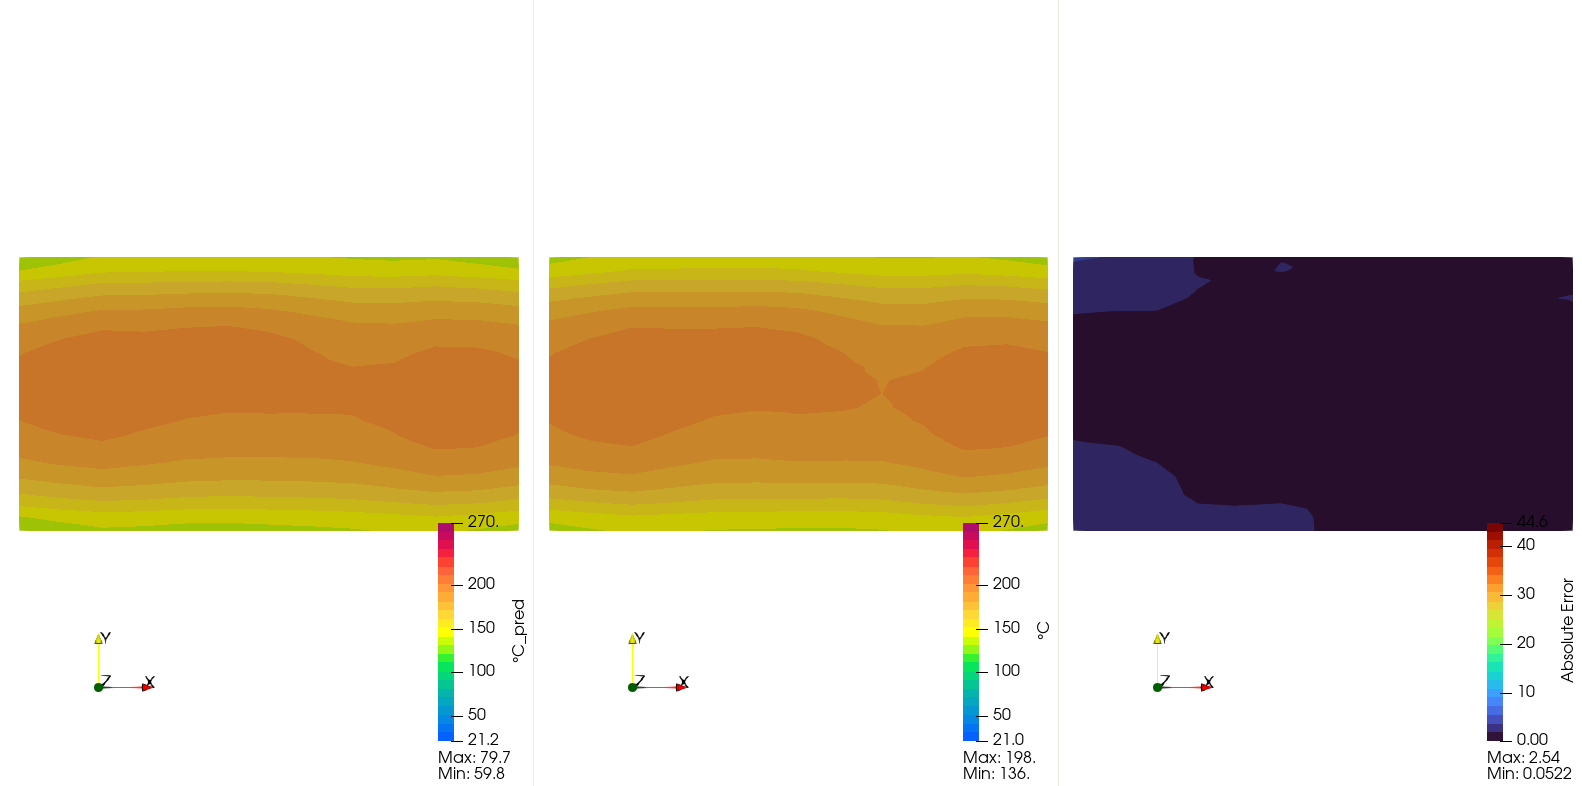 270.
200
150
100
50
21.2
°C_pred
Max: 79.7
Min: 59.8
Y
Z
X
270.
200
150
100
50
21.0
°C
Max: 198.
Min: 136.
Y
Z
X
44.6
40
30
20
10
0.00
Absolute Error
Max: 2.54
Min: 0.0522
Y
Z
X